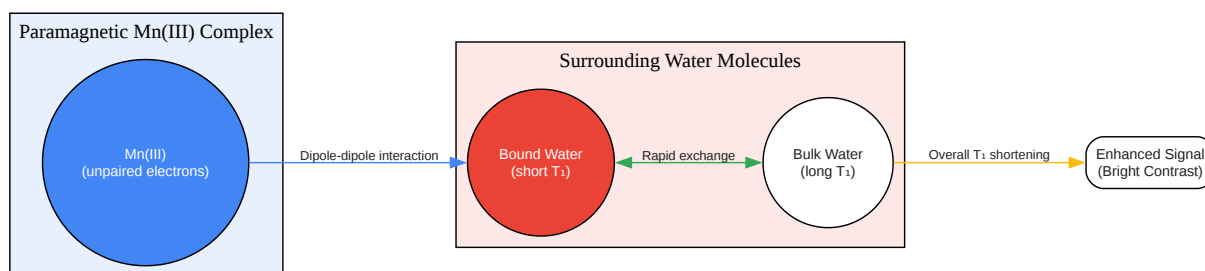 Paramagnetic Mn(III) Complex
Mn(III)
(unpaired electrons)
Dipole-dipole interaction
Surrounding Water Molecules
Bound Water
(short T₁)
Rapid exchange
Bulk Water
(long T₁)
Overall T₁ shortening
Enhanced Signal
(Bright Contrast)